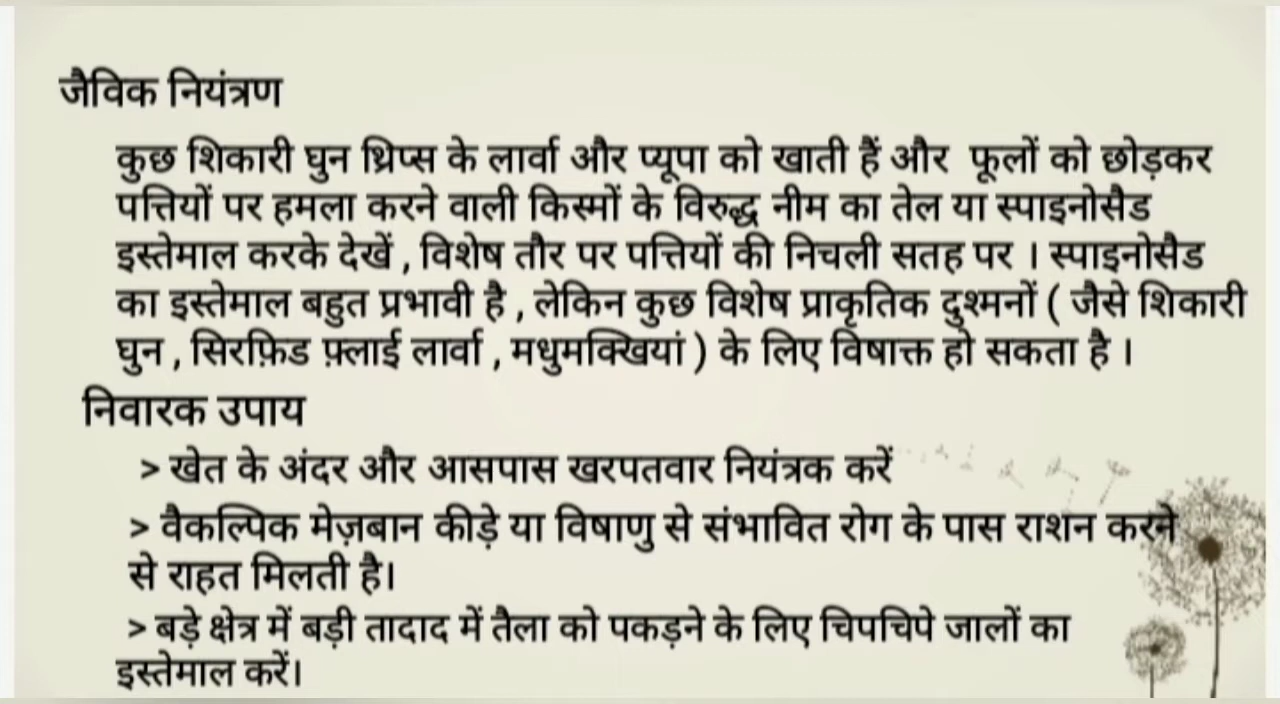 जैविक नियंत्रण
कुछ शिकारी घुन थ्रिप्स के लार्वा और प्यूपा को खाती हैं और फूलों को छोड़कर
पत्तियों पर हमला करने वाली किस्मों के विरुद्ध नीम का तेल या स्पाइनोसैड
इस्तेमाल करके देखें , विशेष तौर पर पत्तियों की निचली सतह पर । स्पाइनोसैड
का इस्तेमाल बहुत प्रभावी है , लेकिन कुछ विशेष प्राकृतिक दुश्मनों ( जैसे शिकारी
घुन , सिरफ़िड फ़्लाई लार्वा , मधुमक्खियां ) के लिए विषाक्त हो सकता है ।
निवारक उपाय
> खेत के अंदर और आसपास खरपतवार नियंत्रक करें
> वैकल्पिक मेज़बान कीड़े या विषाणु से संभावित रोग के पास राशन करने
से राहत मिलती है।
> बड़े क्षेत्र में बड़ी तादाद में तैला को पकड़ने के लिए चिपचिपे जालों का
इस्तेमाल करें।